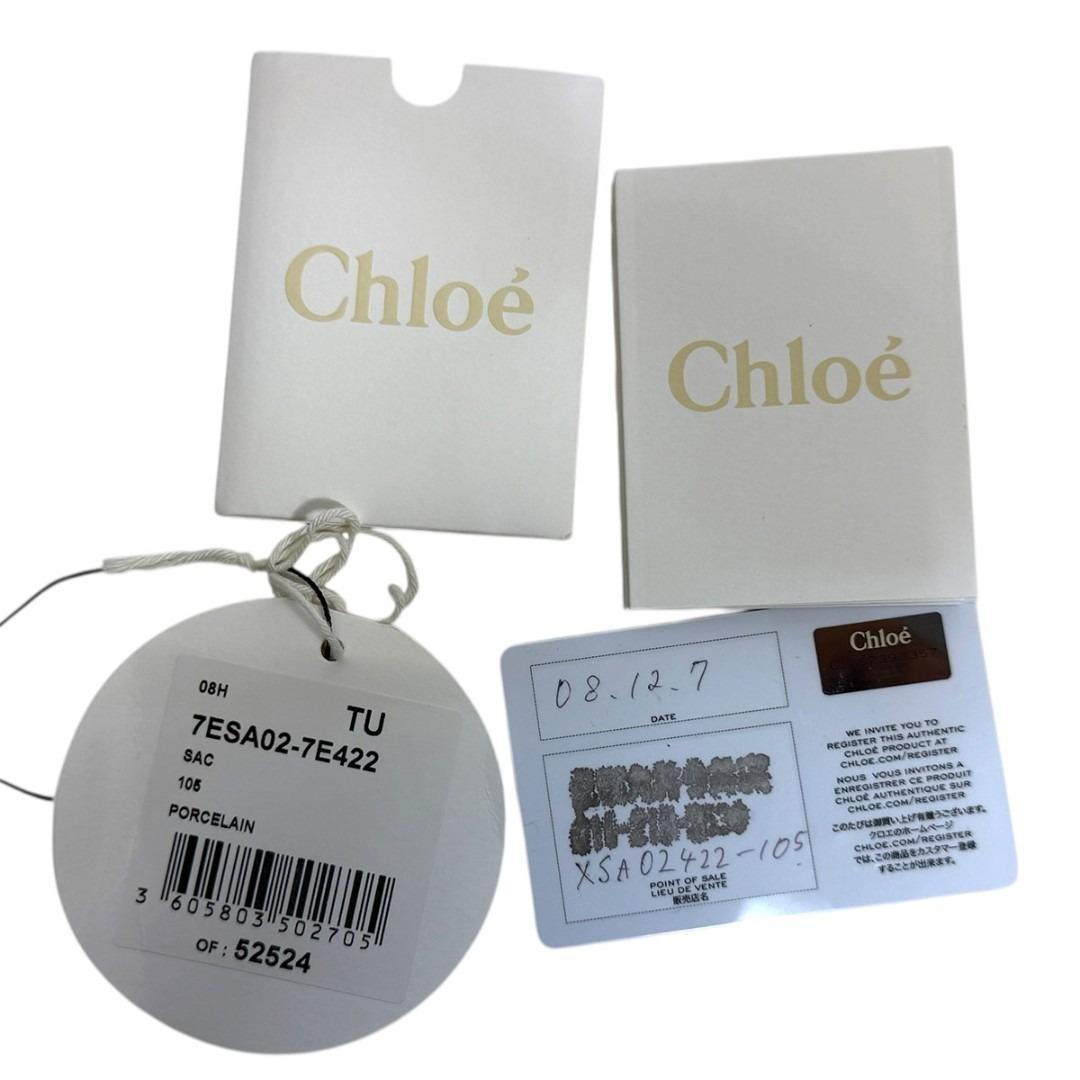 Chloé
Chloé
08H
TU
7ESA02-7E422
SAC
105
PORCELAIN
3 605803 502705
OF: 52524
08.12.7
DATE
XSA02422-105
POINT OF SALE
LIEU DE VENTE
販売店名
Chloé
WE INVITE YOU TO
REGISTER THIS AUTHENTIC
CHLOÉ PRODUCT AT
CHLOE.COM/REGISTER
NOUS VOUS INVITONS A
ENREGISTRER CE PRODUIT
CHLOÉ AUTHENTIQUE SUR
CHLOE.COM/REGISTER
このたびは御買い上げ有難うございます。
クロエのホームページ
CHLOE.COM/REGISTER
では、この商品をカスタマー登録
することが出来ます。